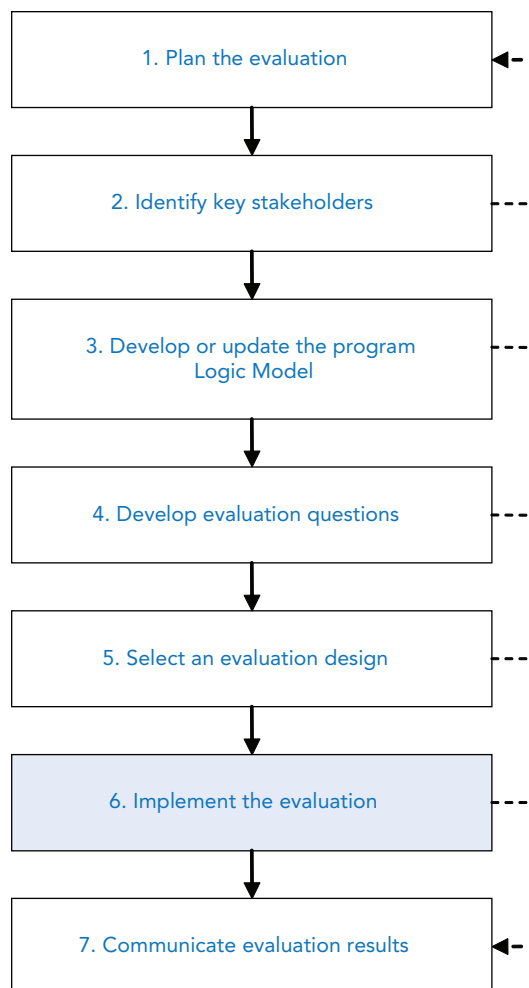 1. Plan the evaluation
2. Identify key stakeholders
3. Develop or update the program
Logic Model
4. Develop evaluation questions
5. Select an evaluation design
6. Implement the evaluation
7. Communicate evaluation results